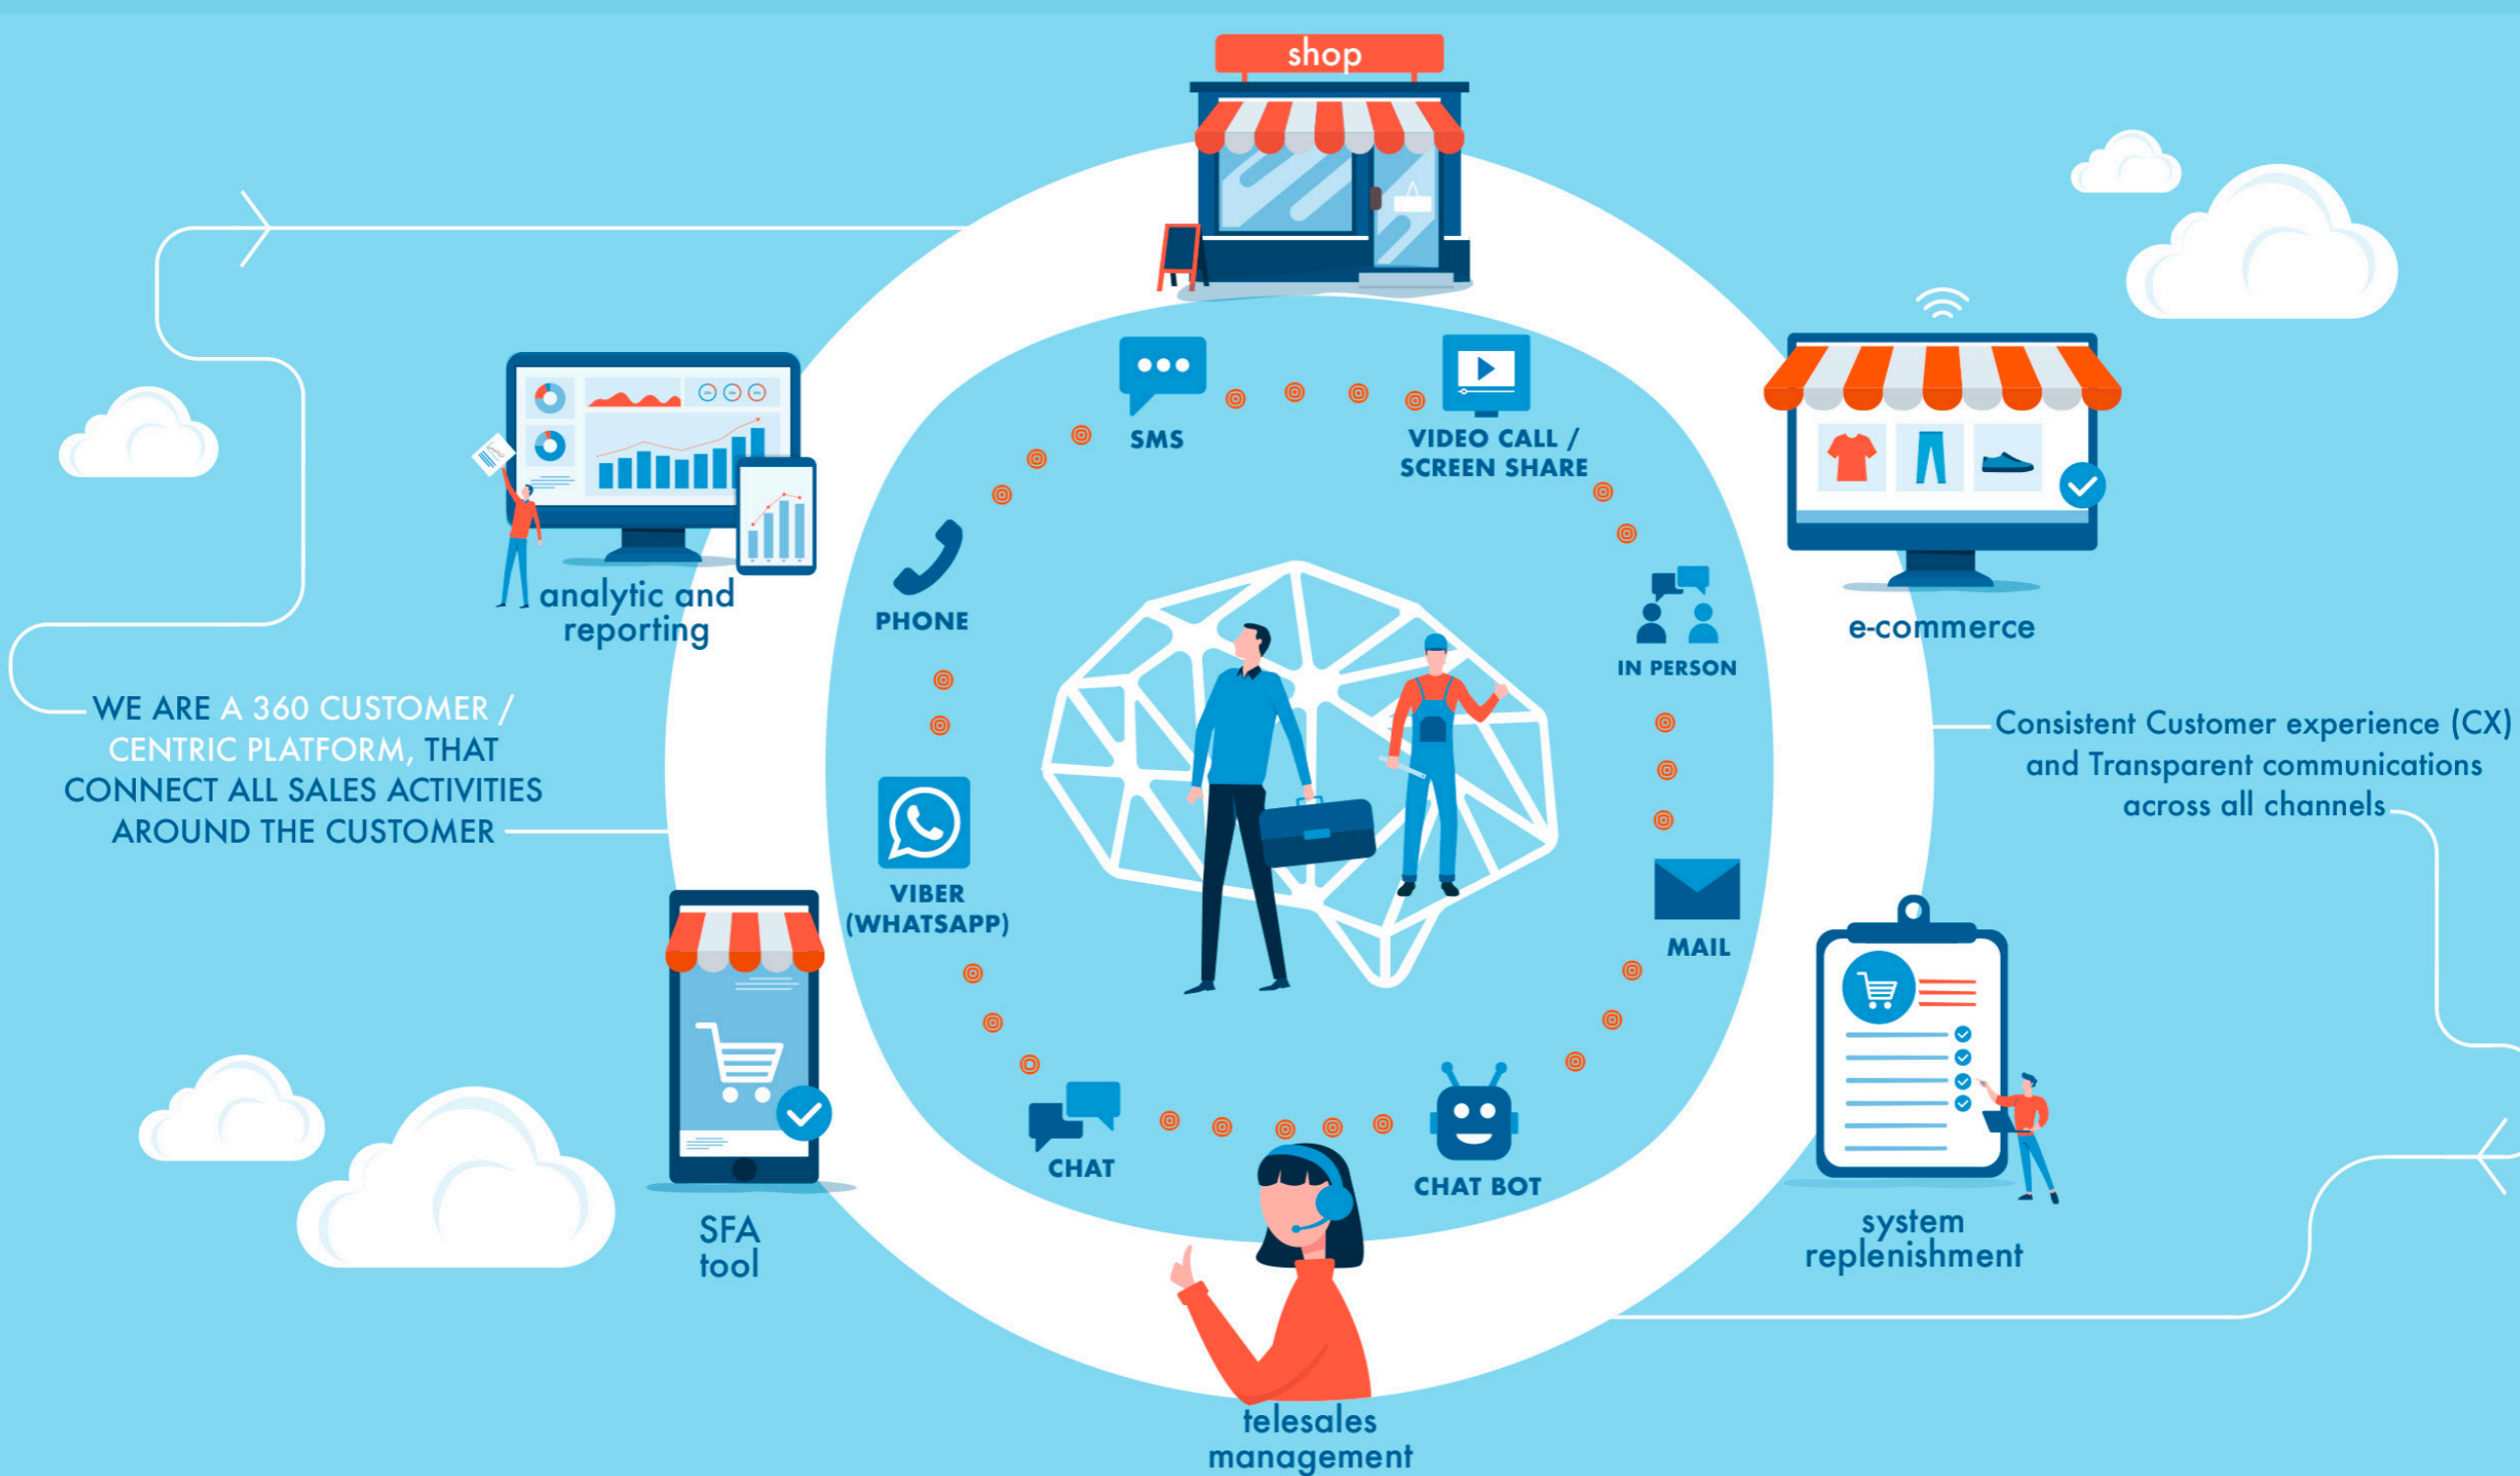 shop
SMS
VIDEO CALL /
SCREEN SHARE
PHONE
IN PERSON
VIBER
(WHATSAPP)
MAIL
CHAT
CHAT BOT
analytic and
reporting
e-commerce
WE ARE A 360 CUSTOMER /
CENTRIC PLATFORM, THAT
CONNECT ALL SALES ACTIVITIES
AROUND THE CUSTOMER
Consistent Customer experience (CX)
and Transparent communications
across all channels
SFA
tool
system
replenishment
telesales
management